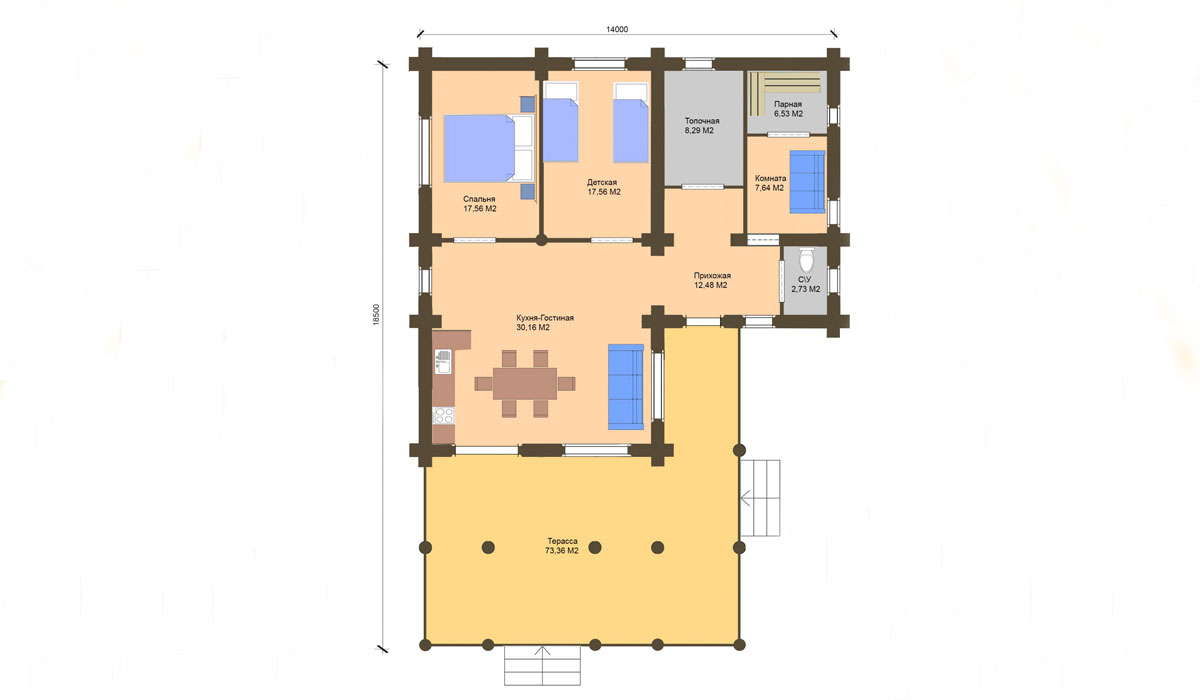 14000
18500
Парная
6,53 М2
Топочная
8,29 М2
Комната
7,64 М2
Детская
17,56 М2
Спальня
17,56 М2
Прихожая
12,48 М2
С\У
2,73 М2
Кухня-Гостиная
30,16 М2
Терасса
73,36 М2